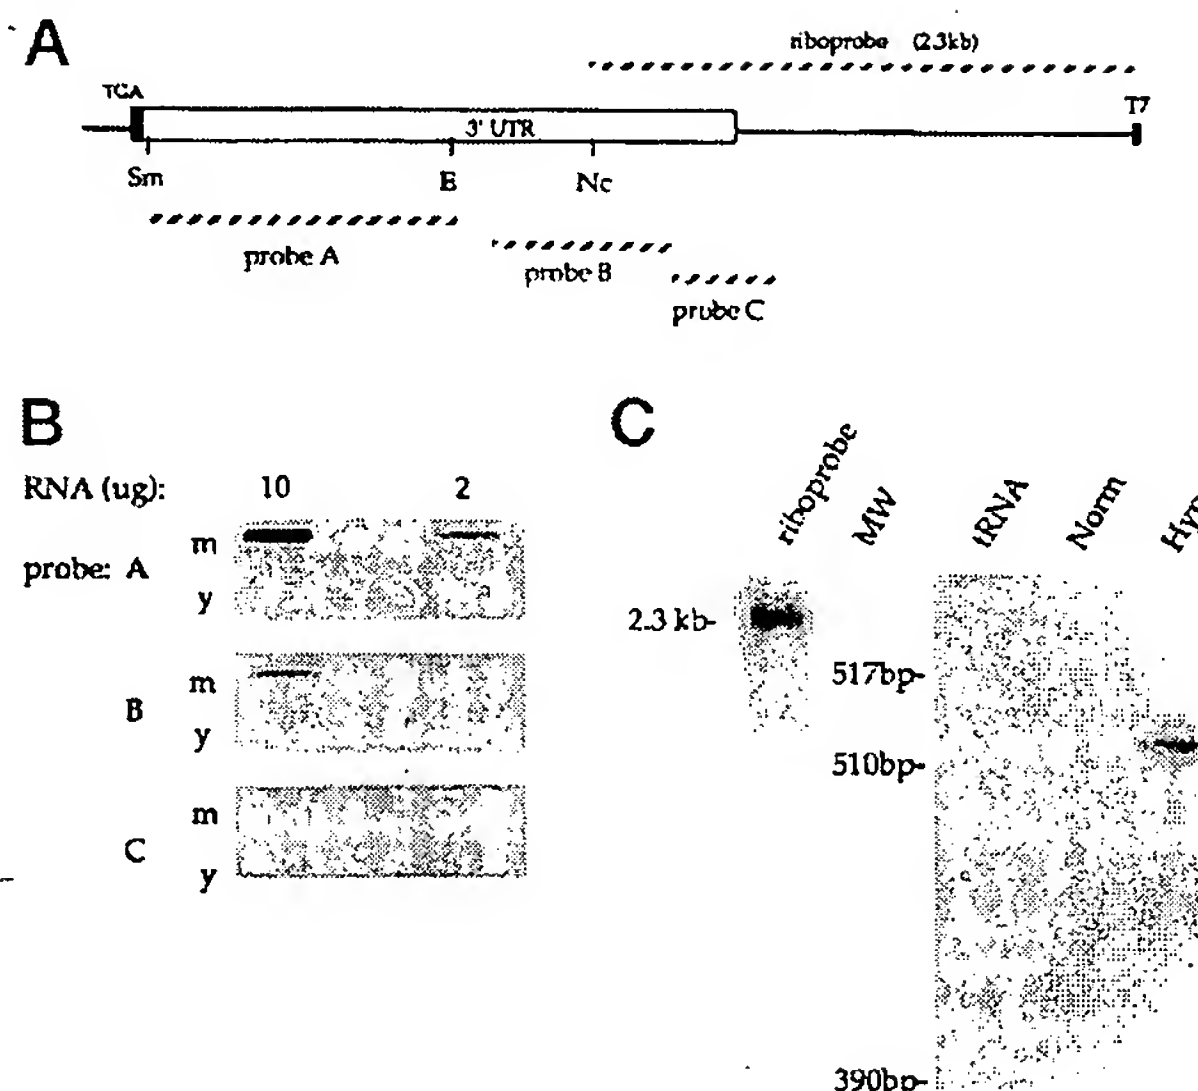 A
riboprobe (2.3kb)
TGA
T7
3' UTR
Sm E Nc
probe A
probe B
probe C
B
RNA (ug): 10 2
probe: A
m
y
B
m
y
C
m
y
C
riboprobe MW tRNA Norm
2.3 kb-
517bp-
510bp-
390bp-